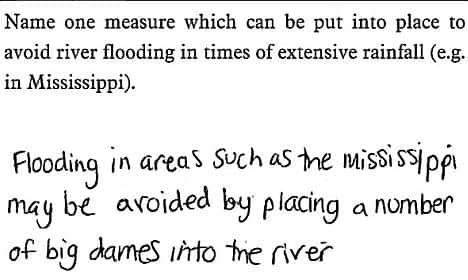 Name one measure which can be put into place to
avoid river flooding in times of extensive rainfall (e.g.
in Mississippi).
Flooding in areas such as the Mississippi
may be avoided by placing a number
of big dames into the river